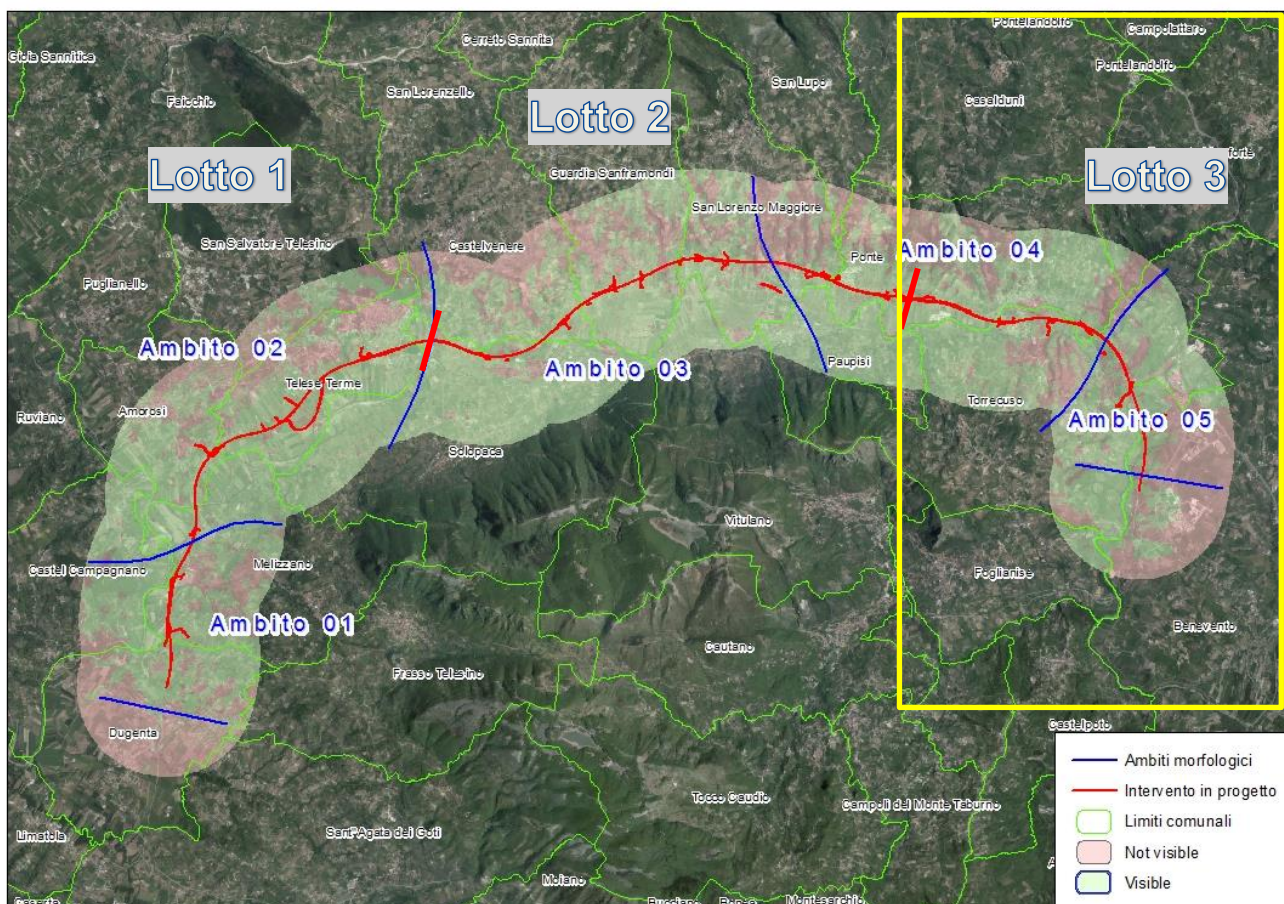 Pontelandolfo
Campolattaro
Cerreto Sannita
Gioia Sannitica
Pontelandolfo
San Lupo
San Lorenzello
Casalduni
Faicchio
Lotto 2
Lotto 1
Guardia Sanframondi
Lotto 3
San Lorenzo Maggiore
San Salvatore Telesino
Castelvenere
Ponte
Ambito 04
Puglianello
Ambito 02
Ambito 03
Paupisi
Telese Terme
Amorosi
Ruviano
Torrecuso
Ambito 05
Solopaca
Vitulano
Castel Campagnano
Melizzano
Foglianise
Ambito 01
Benevento
Cautano
Frasso Telesino
Dugenta
Castelpoto
Ambiti morfologici
Intervento in progetto
Tocco Caudio
Campoli del Monte Taburno
Limiti comunali
Limatola
Sant'Agata dei Goti
Not visible
Moiano
Visible